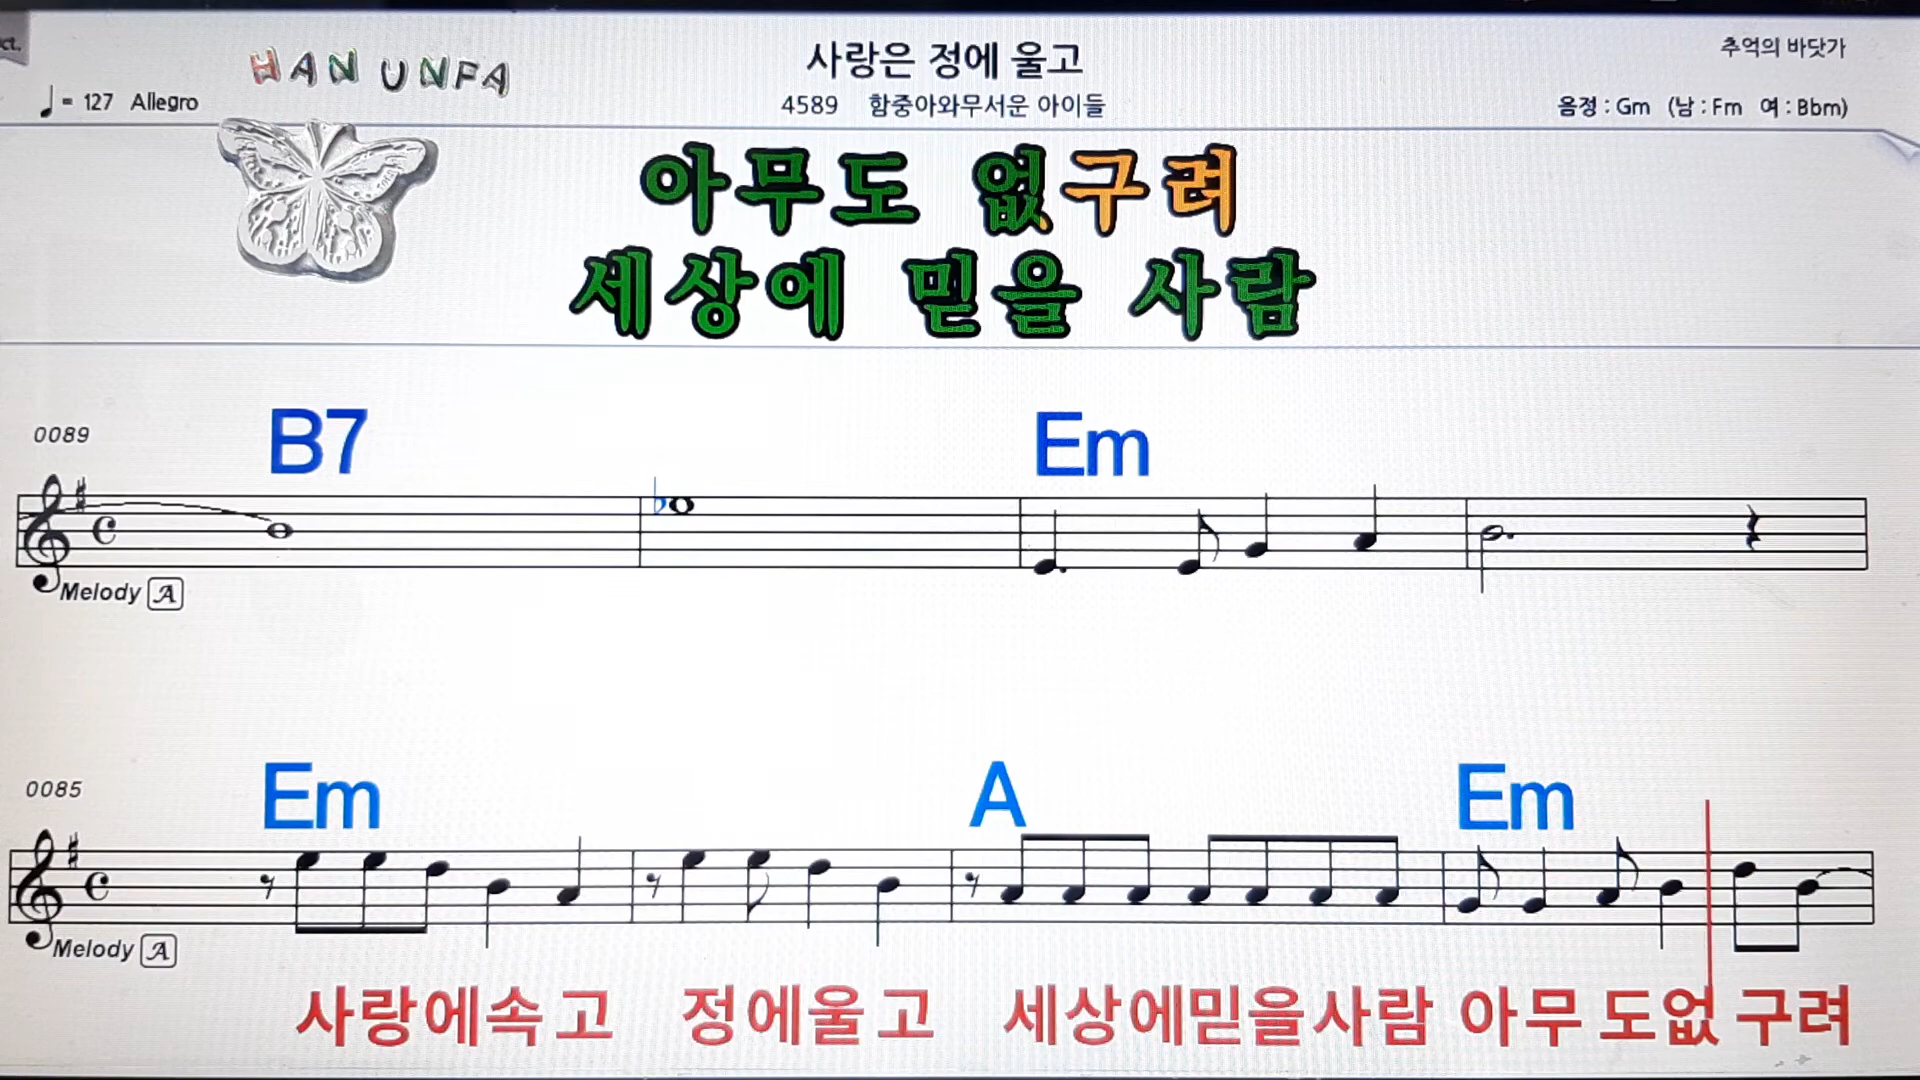 ct.
HAN UNFA
사랑은 정에 울고
추억의 바닷가
♩= 127 Allegro
4589 함중아와무서운 아이들
음정 : Gm (남 : Fm 여 : Bbm)
아무도 없구려
세상에 믿을 사람
0089
B7 Em
Melody A
0085
Em A Em
Melody A
사랑에속고 정에울고 세상에믿을사람 아무도없구려